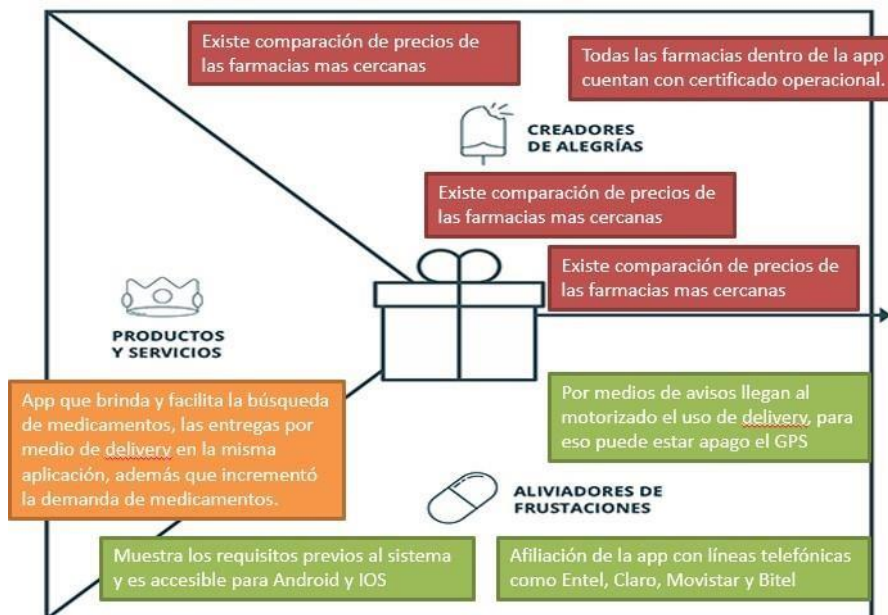 Existe comparación de precios de
las farmacias mas cercanas
Todas las farmacias dentro de la app
cuentan con certificado operacional.
CREADORES
DE ALEGRÍAS
Existe comparación de precios de
las farmacias mas cercanas
Existe comparación de precios de
las farmacias mas cercanas
PRODUCTOS
Y SERVICIOS
App que brinda y facilita la búsqueda
de medicamentos, las entregas por
medio de delivery en la misma
aplicación, además que incrementó
la demanda de medicamentos.
Por medios de avisos llegan al
motorizado el uso de delivery, para
eso puede estar apago el GPS
ALIVIADORES DE
FRUSTACIONES
Muestra los requisitos previos al sistema
y es accesible para Android y IOS
Afiliación de la app con líneas telefónicas
como Entel, Claro, Movistar y Bitel